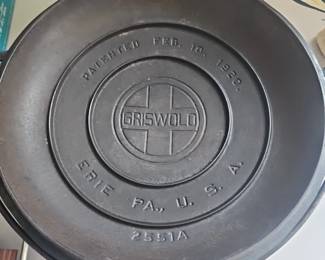 PATENTED FEB. 10. 1920.
GRISWOLD
ERIE PA., U. S. A.
2551A